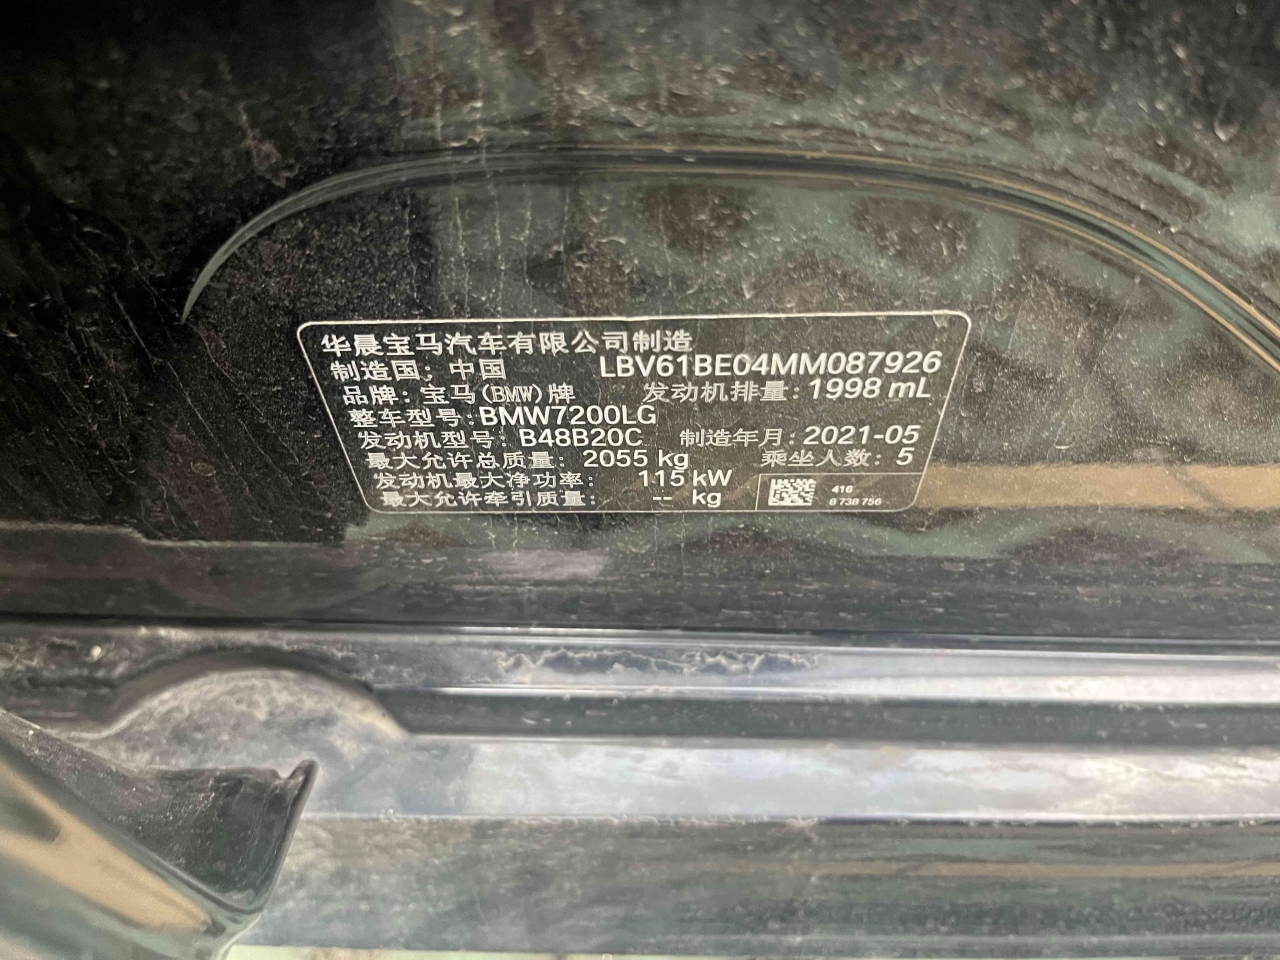 华晨宝马汽车有限公司制造
制造国：中国 LBV61BE04MM087926
品牌：宝马(BMW)牌 发动机排量：1998 mL
整车型号：BMW7200LG
发动机型号：B48B20C 制造年月：2021-05
最大允许总质量：2055 kg 乘坐人数：5
发动机最大净功率：115 kW
最大允许牵引质量：-- kg
416
8 738 756